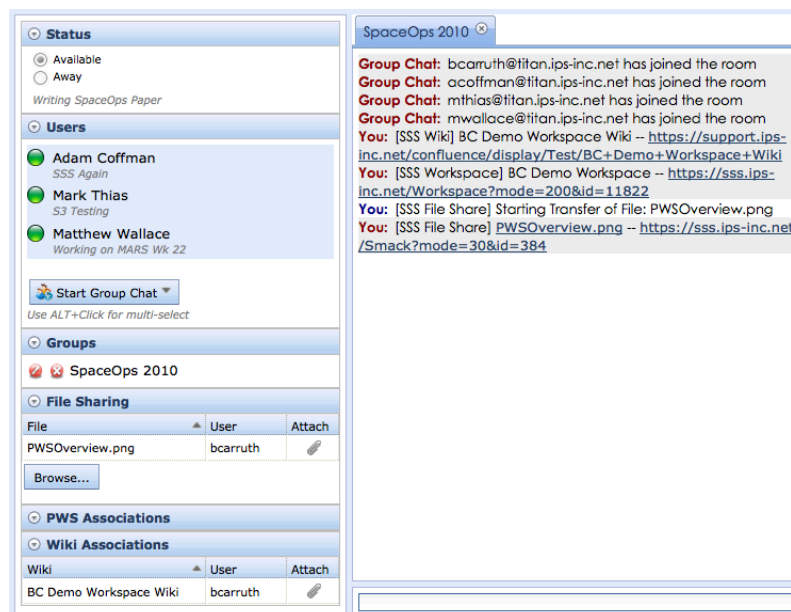 Status
Available
Away
Writing SpaceOps Paper
Users
Adam Coffman
SSS Again
Mark Thias
S3 Testing
Matthew Wallace
Working on MARS Wk 22
Start Group Chat
Use ALT+Click for multi-select
Groups
SpaceOps 2010
File Sharing
File User Attach
PWSOverview.png bcarruth
Browse...
PWS Associations
Wiki Associations
Wiki User Attach
BC Demo Workspace Wiki bcarruth
SpaceOps 2010
Group Chat: bcarruth@titan.ips-inc.net has joined the room
Group Chat: acoffman@titan.ips-inc.net has joined the room
Group Chat: mthias@titan.ips-inc.net has joined the room
Group Chat: mwallace@titan.ips-inc.net has joined the room
You: [SSS Wiki] BC Demo Workspace Wiki -- https://support.ips-
inc.net/confluence/display/Test/BC+Demo+Workspace+Wiki
You: [SSS Workspace] BC Demo Workspace -- https://sss.ips-
inc.net/Workspace?mode=200&id=11822
You: [SSS File Share] Starting Transfer of File: PWSOverview.png
You: [SSS File Share] PWSOverview.png -- https://sss.ips-inc.net
/Smack?mode=30&id=384